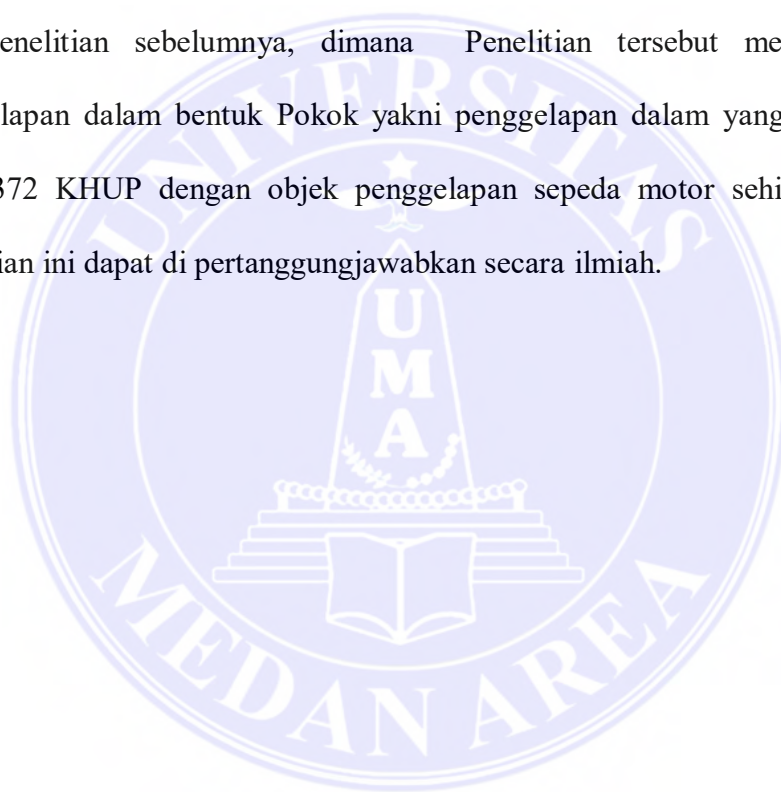 enelitian sebelumnya, dimana Penelitian tersebut me
lapan dalam bentuk Pokok yakni penggelapan dalam yang
372 KHUP dengan objek penggelapan sepeda motor sehi
ian ini dapat di pertanggungjawabkan secara ilmiah.
UNIVERSITAS
UMA
MEDAN AREA